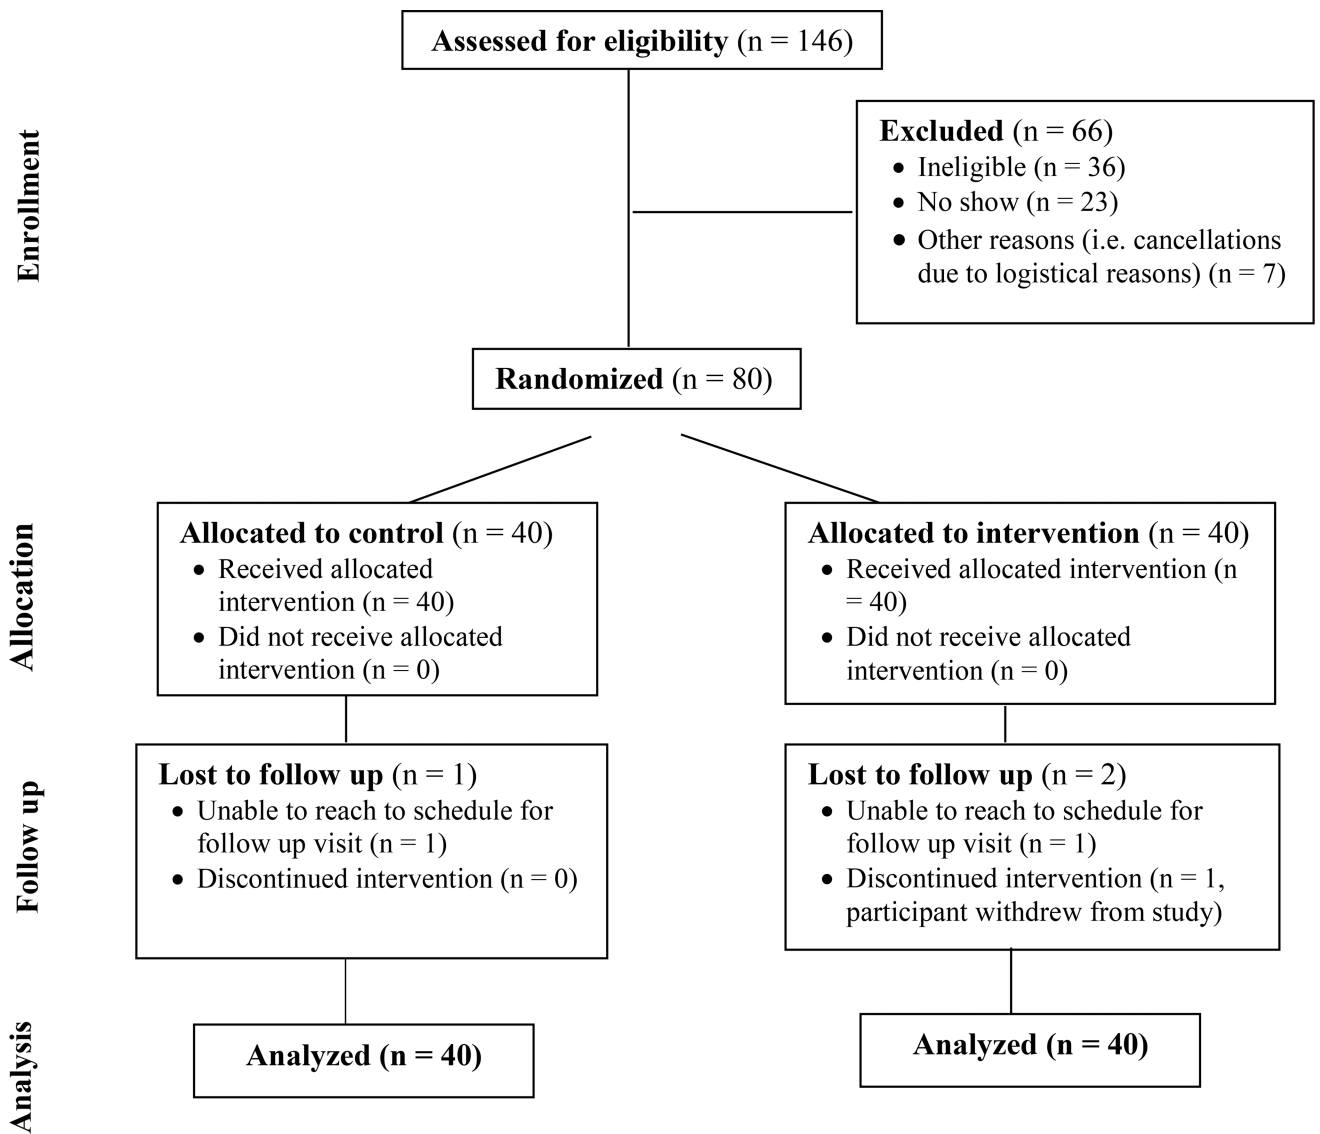 Assessed for eligibility (n = 146)
Enrollment
Excluded (n = 66)
• Ineligible (n = 36)
• No show (n = 23)
• Other reasons (i.e. cancellations
due to logistical reasons) (n = 7)
Randomized (n = 80)
Allocation
Allocated to control (n = 40)
• Received allocated
intervention (n = 40)
• Did not receive allocated
intervention (n = 0)
Allocated to intervention (n = 40)
• Received allocated intervention (n
= 40)
• Did not receive allocated
intervention (n = 0)
Follow up
Lost to follow up (n = 1)
• Unable to reach to schedule for
follow up visit (n = 1)
• Discontinued intervention (n = 0)
Lost to follow up (n = 2)
• Unable to reach to schedule for
follow up visit (n = 1)
• Discontinued intervention (n = 1,
participant withdrew from study)
Analysis
Analyzed (n = 40)
Analyzed (n = 40)